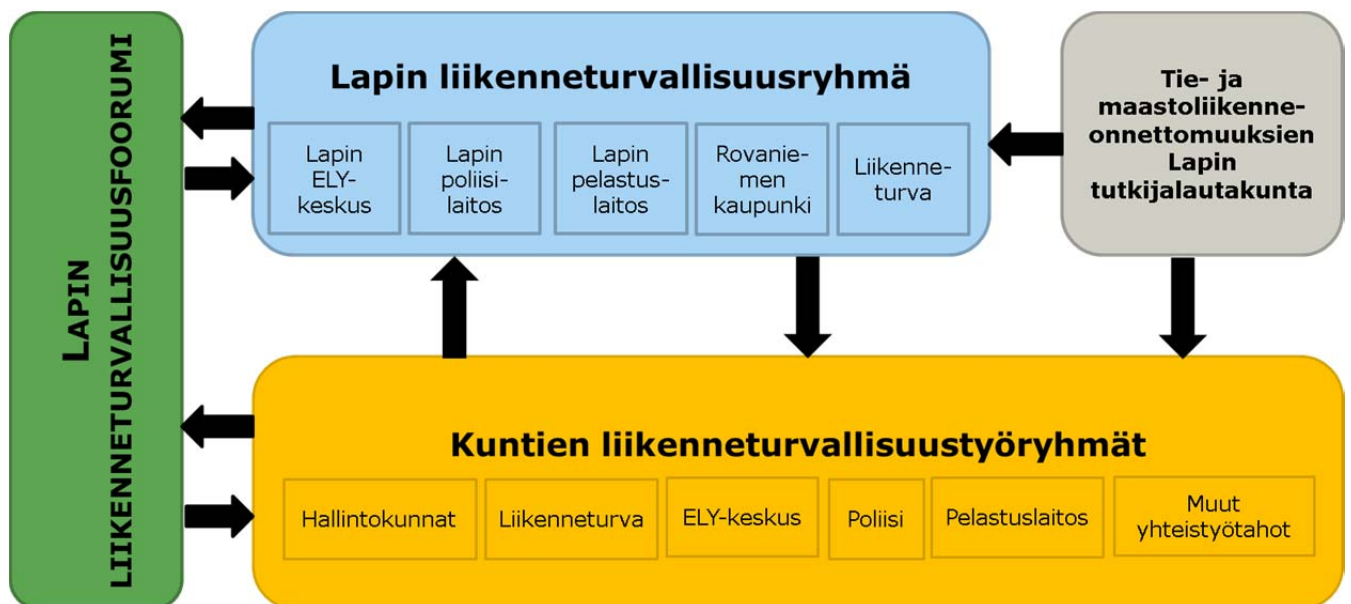 LAPIN
LIIKENNETURVALLISUUSFOORUMI
Lapin liikenneturvallisuusryhmä
Lapin
ELY-
keskus
Lapin
poliisi-
laitos
Lapin
pelastus-
laitos
Rovanie-
men
kaupunki
Liikenne-
turva
Tie- ja
maastoliikenne-
onnettomuuksien
Lapin
tutkijalautakunta
Kuntien liikenneturvallisuustyöryhmät
Hallintokunnat
Liikenneturva
ELY-keskus
Poliisi
Pelastuslaitos
Muut
yhteistyötahot